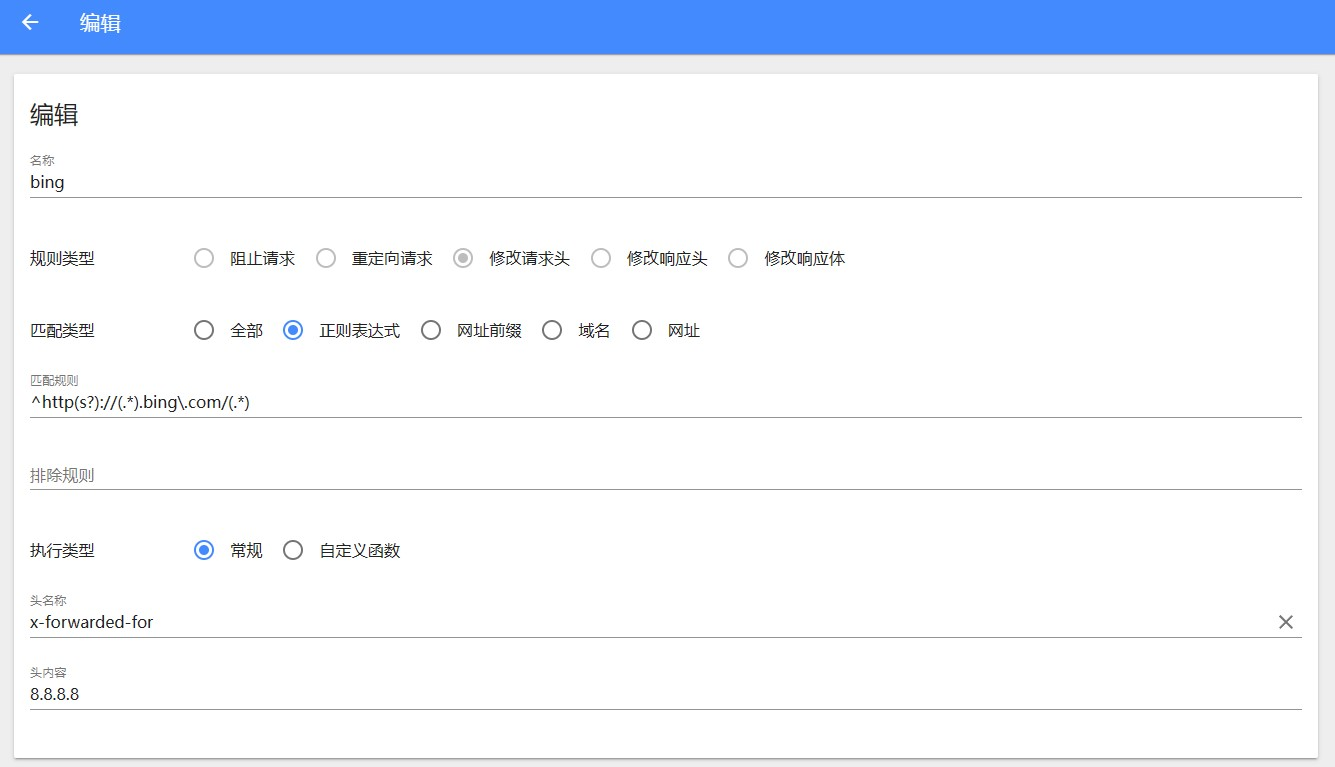 编辑
编辑
名称
bing
规则类型 阻止请求 重定向请求 修改请求头 修改响应头 修改响应体
匹配类型 全部 正则表达式 网址前缀 域名 网址
匹配规则
^http(s?)://(.*).bing\.com/(.*)
排除规则
执行类型 常规 自定义函数
头名称
x-forwarded-for
头内容
8.8.8.8